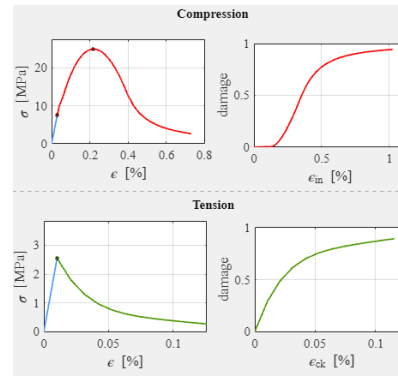 Compression
σ [MPa]
20
10
0
0 0.2 0.4 0.6 0.8
ϵ [%]
damage
1
0.5
0
0 0.5 1
ϵin [%]
Tension
σ [MPa]
3
2
1
0
0 0.05 0.1
ϵ [%]
damage
1
0.5
0
0 0.05 0.1
ϵck [%]